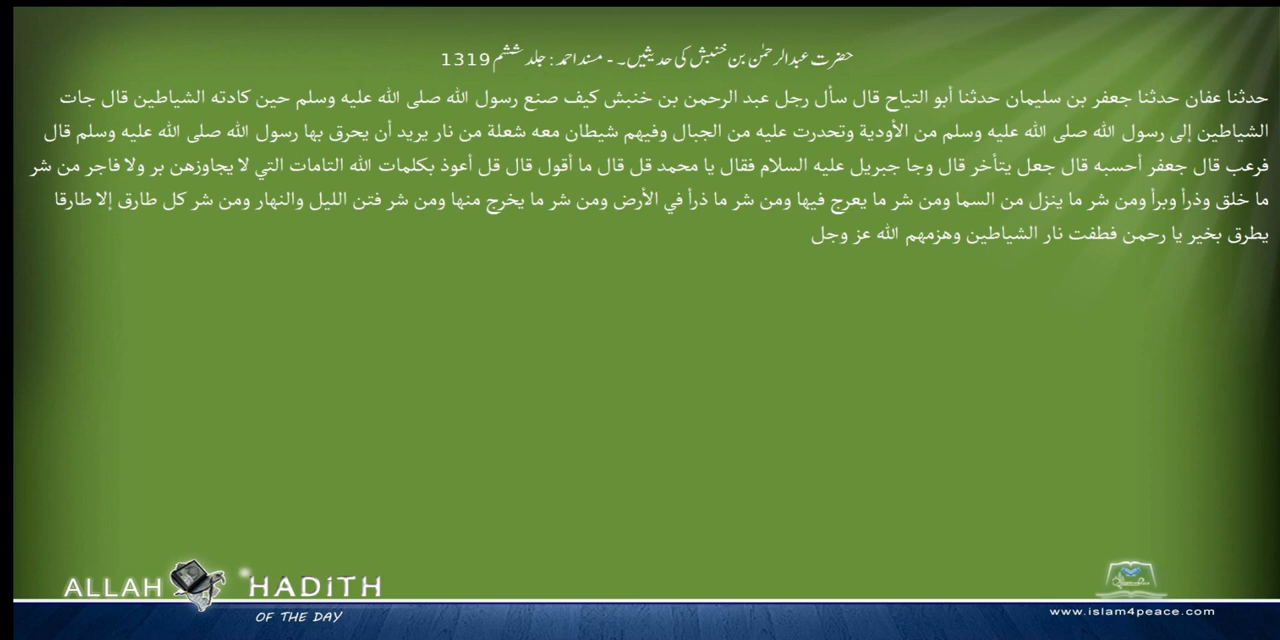 حضرت عبدالرحمٰن بن خنبش کی حدیثیں۔ - مسند احمد : جلد ششم 1319
حدثنا عفان حدثنا جعفر بن سليمان حدثنا أبو التياح قال سأل رجل عبد الرحمن بن خنبش كيف صنع رسول الله صلى الله عليه وسلم حين كادته الشياطين قال جات
الشياطين إلى رسول الله صلى الله عليه وسلم من الأودية وتحدرت عليه من الجبال وفيهم شيطان معه شعلة من نار يريد أن يحرق بها رسول الله صلى الله عليه وسلم قال
فرعب قال جعفر أحسبه قال جعل يتأخر قال وجا جبريل عليه السلام فقال يا محمد قل قال ما أقول قال قل أعوذ بكلمات الله التامات التي لا يجاوزهن بر ولا فاجر من شر
ما خلق وذرأ وبرأ ومن شر ما ينزل من السما ومن شر ما يعرج فيها ومن شر ما ذرأ في الأرض ومن شر ما يخرج منها ومن شر فتن الليل والنهار ومن شر كل طارق إلا طارقا
يطرق بخير يا رحمن فطفت نار الشياطين وهزمهم الله عز وجل
ALLAH HADITH
OF THE DAY
www.islam4peace.com